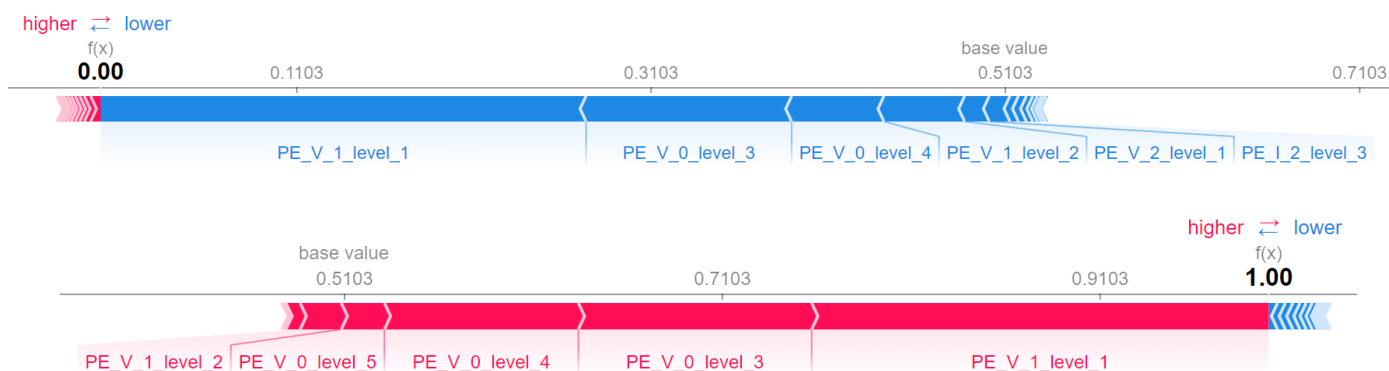 higher ⇄ lower
f(x) base value
0.00 0.1103 0.3103 0.5103 0.7103
PE_V_1_level_1 PE_V_0_level_3 PE_V_0_level_4 PE_V_1_level_2 PE_V_2_level_1 PE_I_2_level_3
higher ⇄ lower
base value f(x)
0.5103 0.7103 0.9103 1.00
PE_V_1_level_2 PE_V_0_level_5 PE_V_0_level_4 PE_V_0_level_3 PE_V_1_level_1